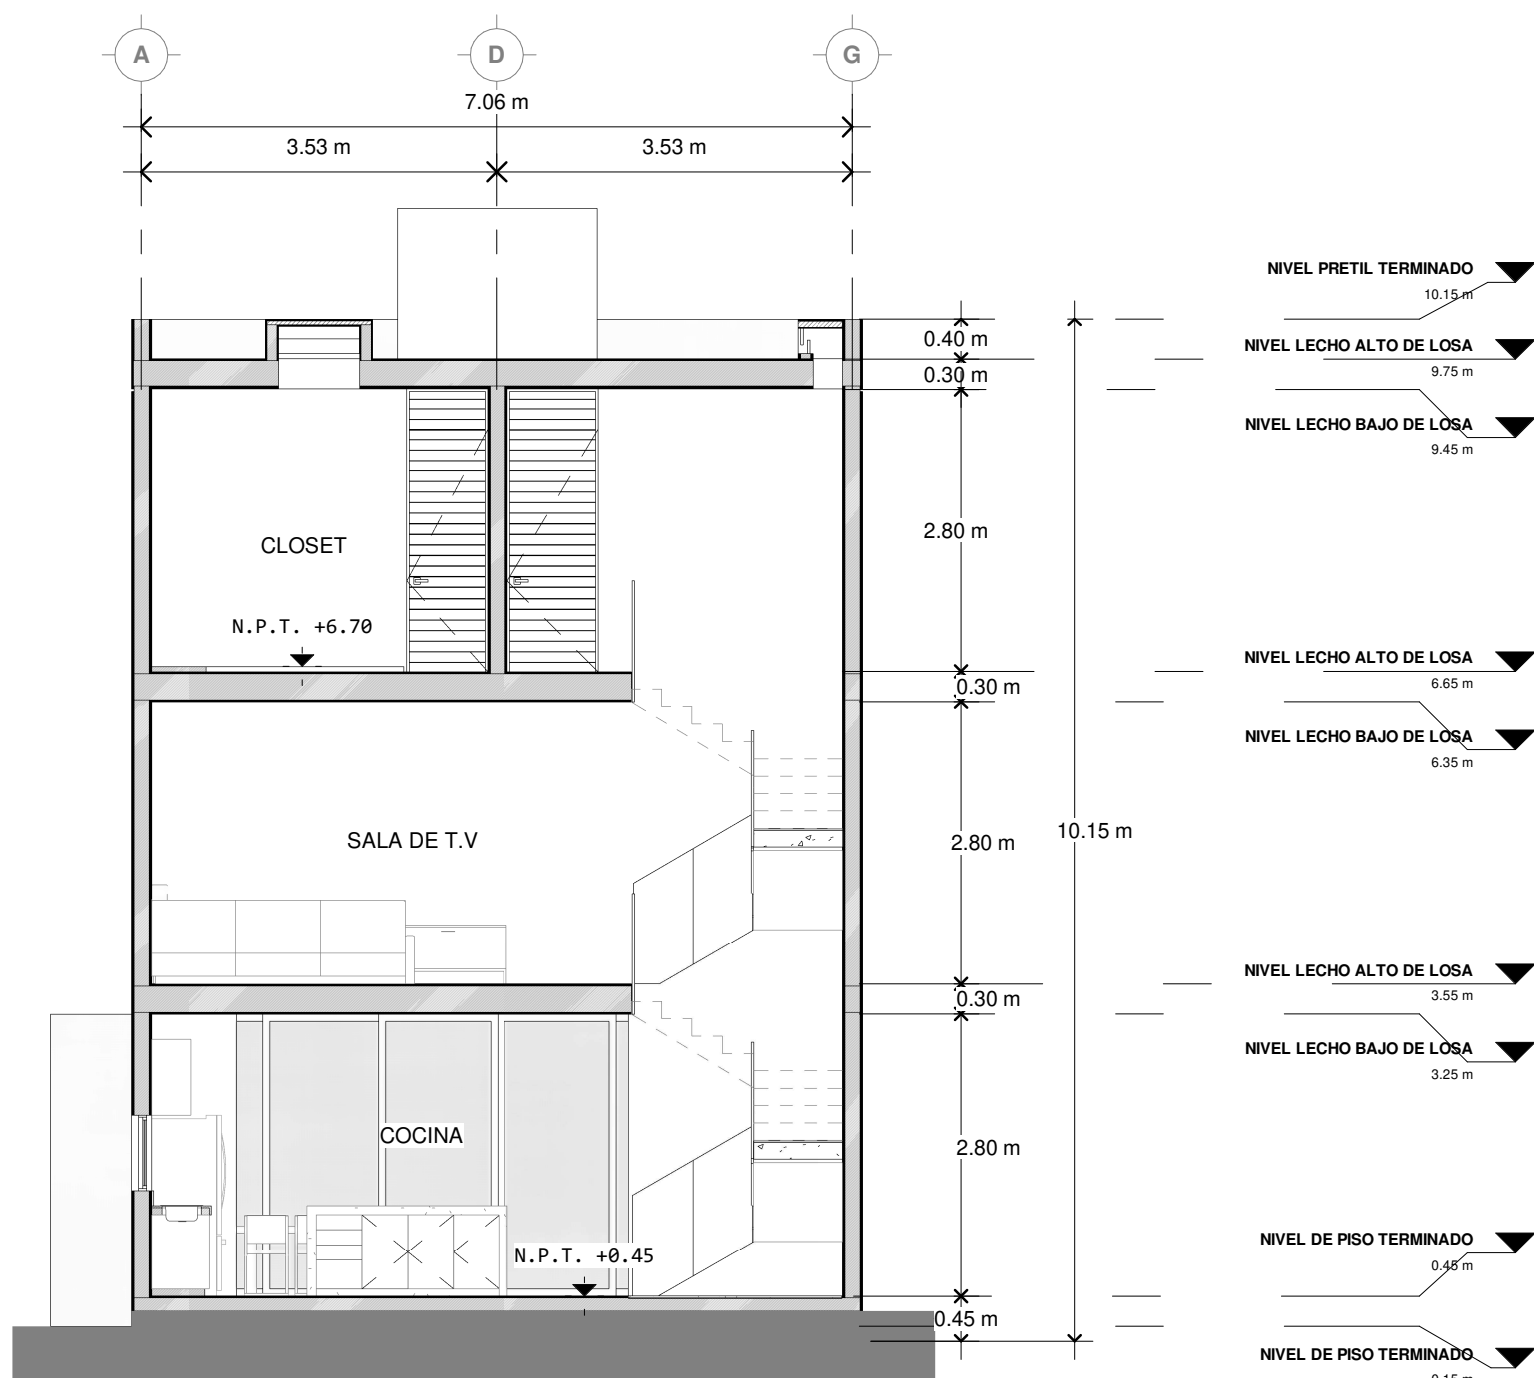 A
D
G
7.06 m
3.53 m
3.53 m
NIVEL PRETIL TERMINADO
10.15 m
0.40 m
NIVEL LECHO ALTO DE LOSA
9.75 m
0.30 m
NIVEL LECHO BAJO DE LOSA
9.45 m
2.80 m
CLOSET
N.P.T. +6.70
NIVEL LECHO ALTO DE LOSA
6.65 m
0.30 m
NIVEL LECHO BAJO DE LOSA
6.35 m
SALA DE T.V
2.80 m
10.15 m
NIVEL LECHO ALTO DE LOSA
3.55 m
0.30 m
NIVEL LECHO BAJO DE LOSA
3.25 m
COCINA
2.80 m
N.P.T. +0.45
NIVEL DE PISO TERMINADO
0.45 m
0.45 m
NIVEL DE PISO TERMINADO